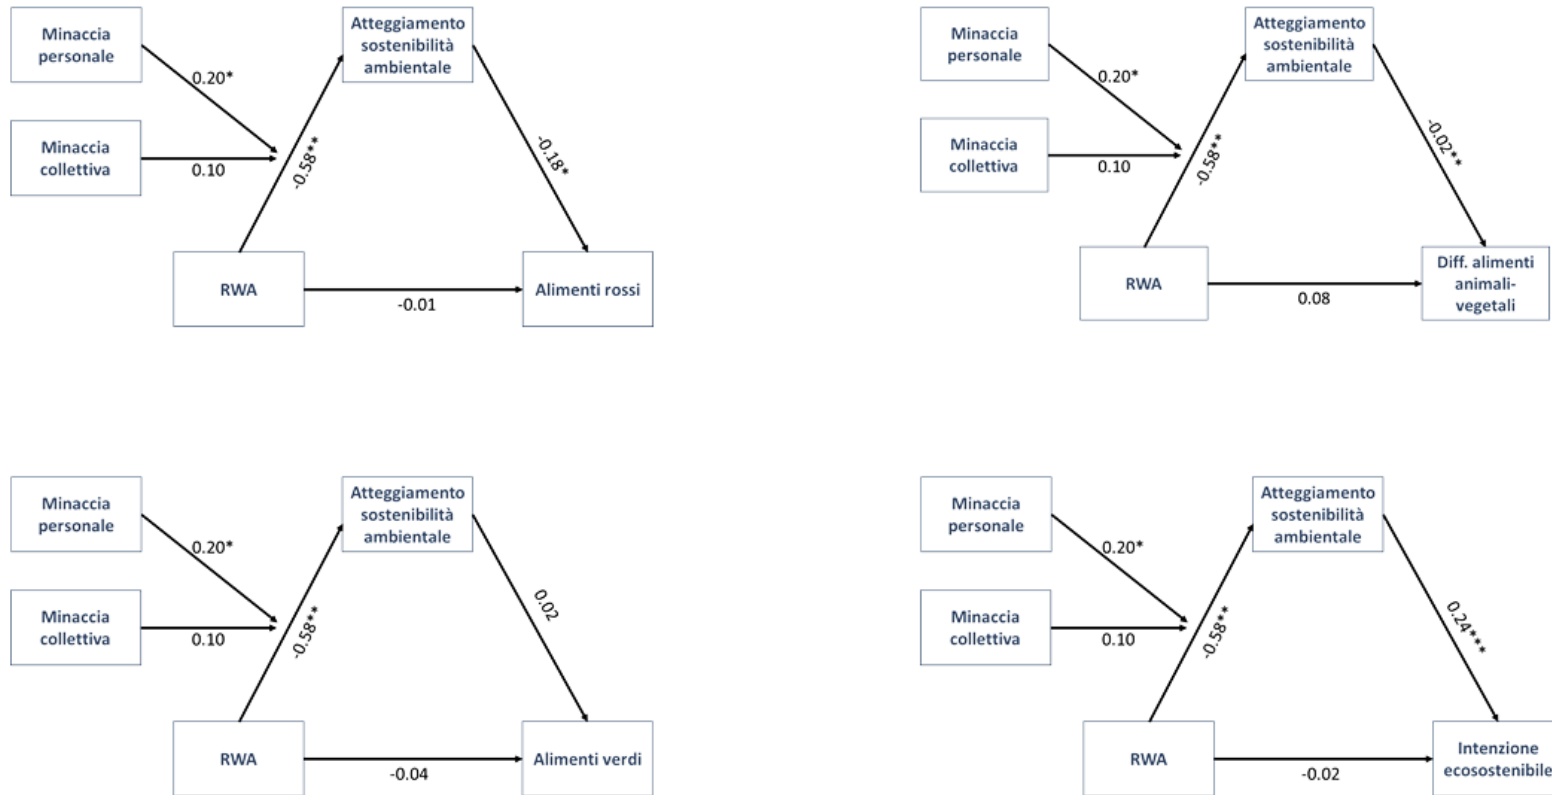 Minaccia
personale
Minaccia
collettiva
Atteggiamento
sostenibilità
ambientale
0.20*
0.10
-0.58**
-0.18*
RWA
-0.01
Alimenti rossi
Minaccia
personale
Minaccia
collettiva
Atteggiamento
sostenibilità
ambientale
0.20*
0.10
-0.58**
-0.02**
RWA
0.08
Diff. alimenti
animali-
vegetali
Minaccia
personale
Minaccia
collettiva
Atteggiamento
sostenibilità
ambientale
0.20*
0.10
-0.58**
0.02
RWA
-0.04
Alimenti verdi
Minaccia
personale
Minaccia
collettiva
Atteggiamento
sostenibilità
ambientale
0.20*
0.10
-0.58**
0.24***
RWA
-0.02
Intenzione
ecosostenibile